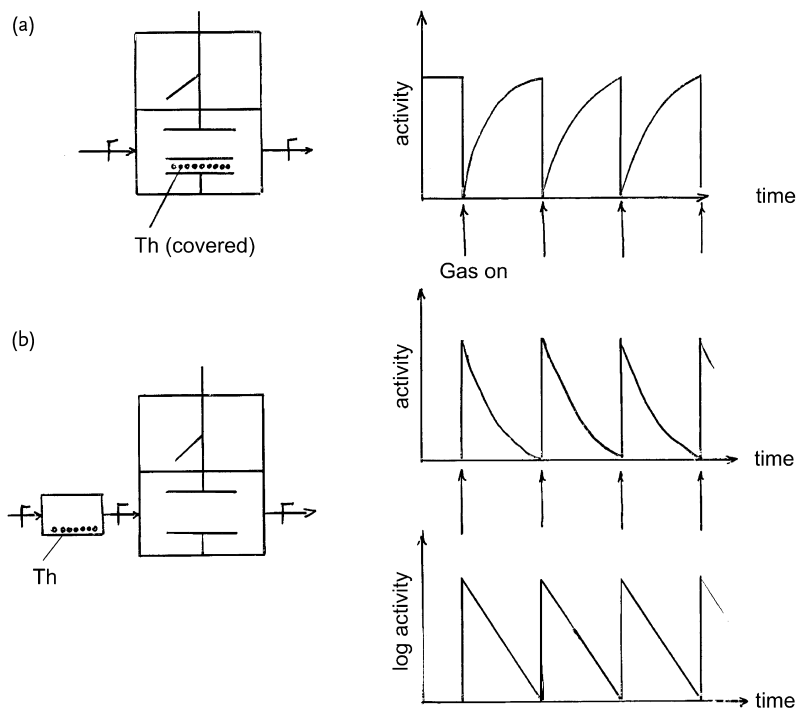 (a)
activity
time
Th (covered)
Gas on
(b)
activity
time
Th
log activity
time